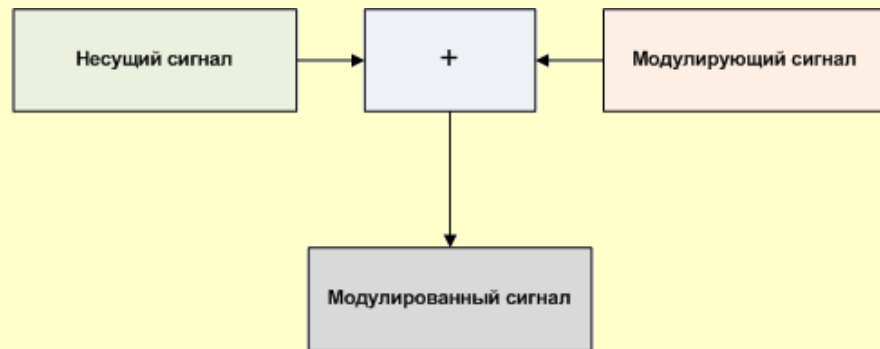 Несущий сигнал
+
Модулирующий сигнал
Модулированный сигнал